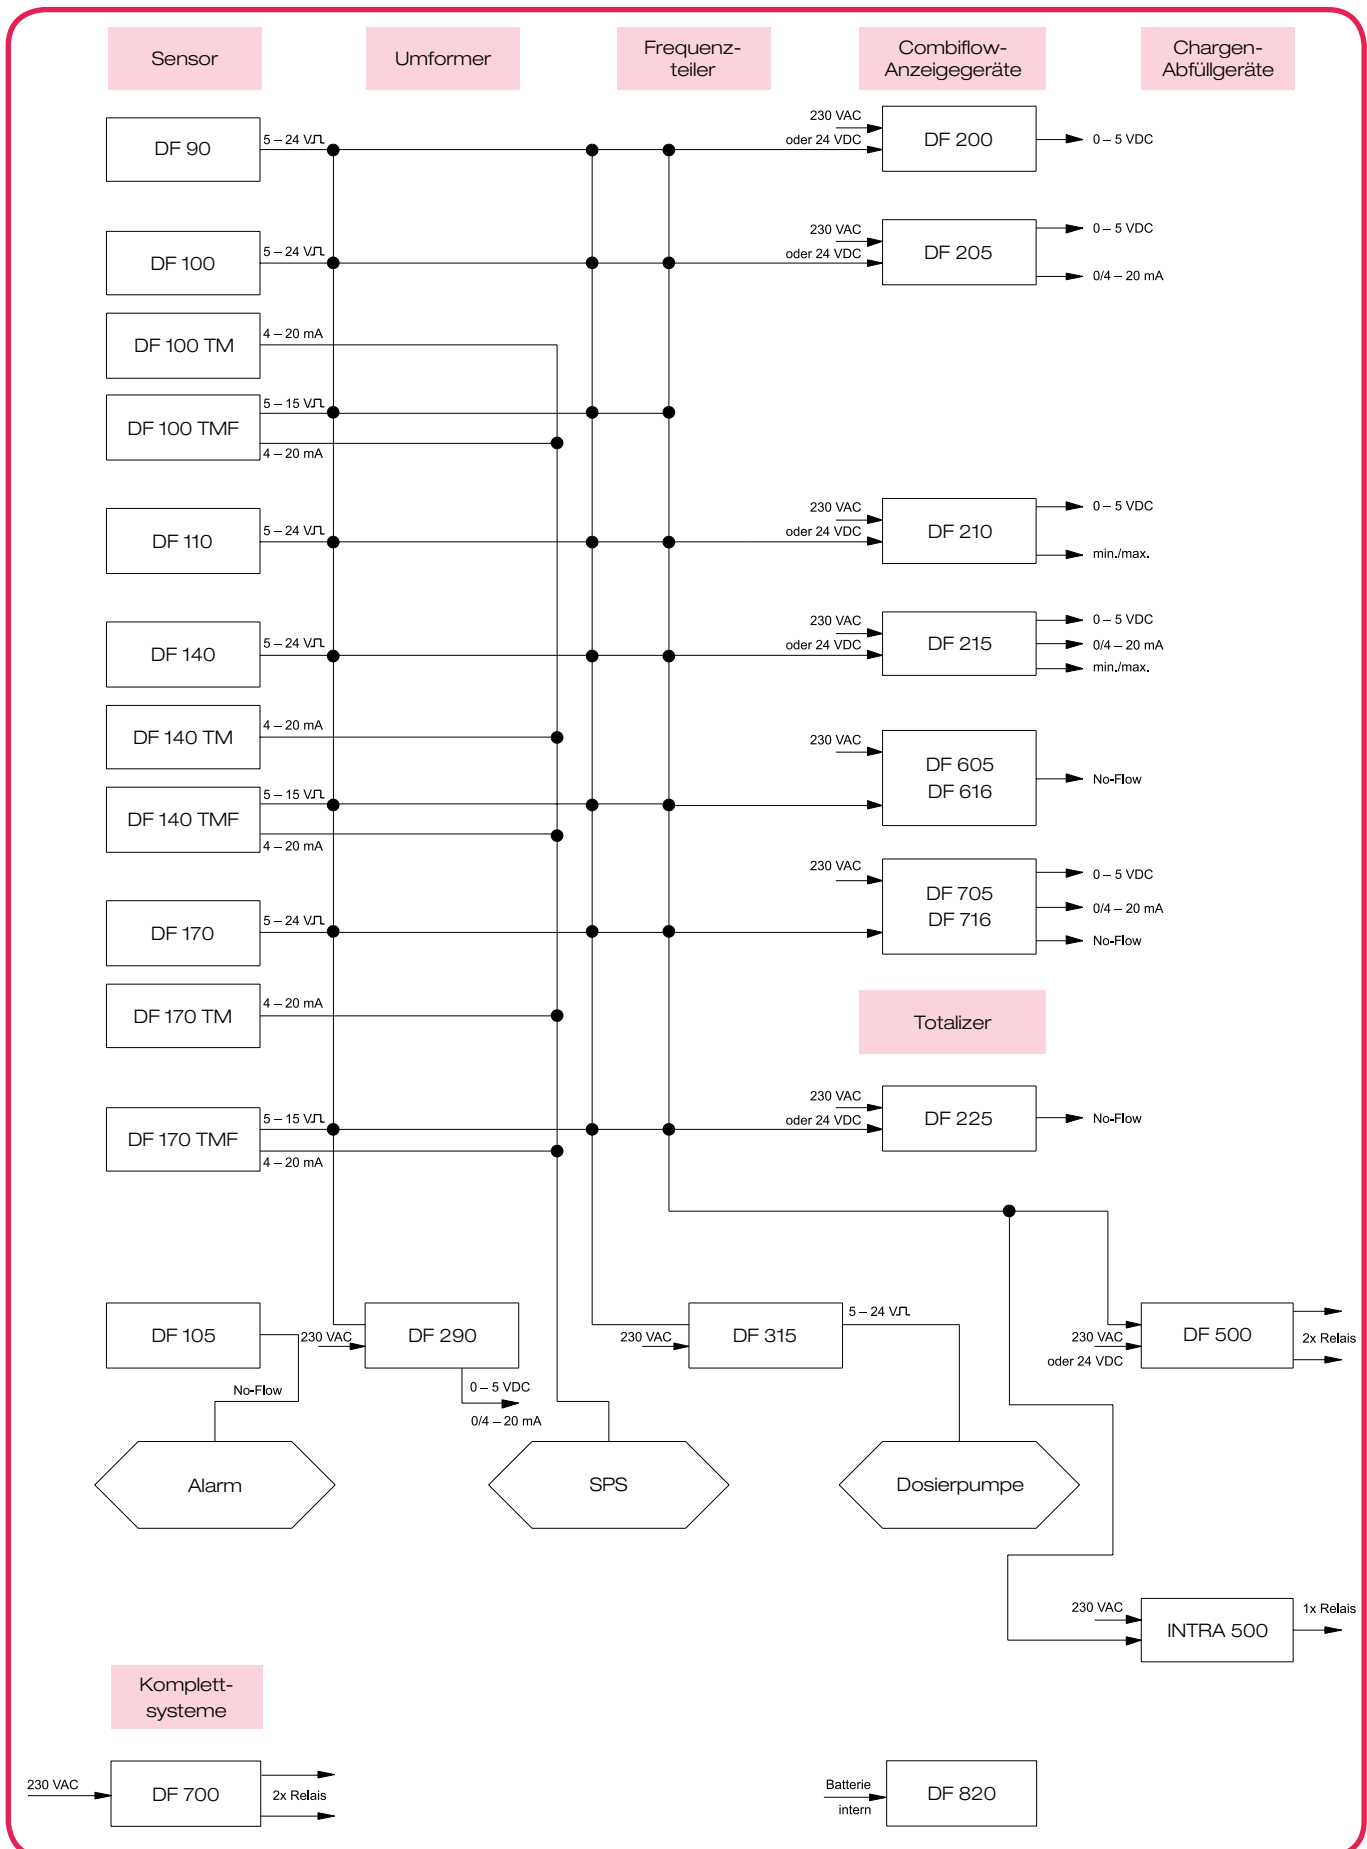 Sensor
Umformer
Frequenz-
teiler
Combiflow-
Anzeigegeräte
Chargen-
Abfüllgeräte
DF 90
5 – 24 V
230 VAC
oder 24 VDC
DF 200
0 – 5 VDC
DF 100
5 – 24 V
230 VAC
oder 24 VDC
DF 205
0 – 5 VDC
0/4 – 20 mA
DF 100 TM
4 – 20 mA
DF 100 TMF
5 – 15 V
4 – 20 mA
DF 110
5 – 24 V
230 VAC
oder 24 VDC
DF 210
0 – 5 VDC
min./max.
DF 140
5 – 24 V
230 VAC
oder 24 VDC
DF 215
0 – 5 VDC
0/4 – 20 mA
min./max.
DF 140 TM
4 – 20 mA
230 VAC
DF 605
DF 616
No-Flow
DF 140 TMF
5 – 15 V
4 – 20 mA
230 VAC
DF 705
DF 716
0 – 5 VDC
0/4 – 20 mA
No-Flow
DF 170
5 – 24 V
DF 170 TM
4 – 20 mA
Totalizer
DF 170 TMF
5 – 15 V
4 – 20 mA
230 VAC
oder 24 VDC
DF 225
No-Flow
DF 105
No-Flow
230 VAC
DF 290
0 – 5 VDC
0/4 – 20 mA
230 VAC
DF 315
5 – 24 V
230 VAC
oder 24 VDC
DF 500
2x Relais
Alarm
SPS
Dosierpumpe
230 VAC
INTRA 500
1x Relais
Komplett-
systeme
230 VAC
DF 700
2x Relais
Batterie
intern
DF 820